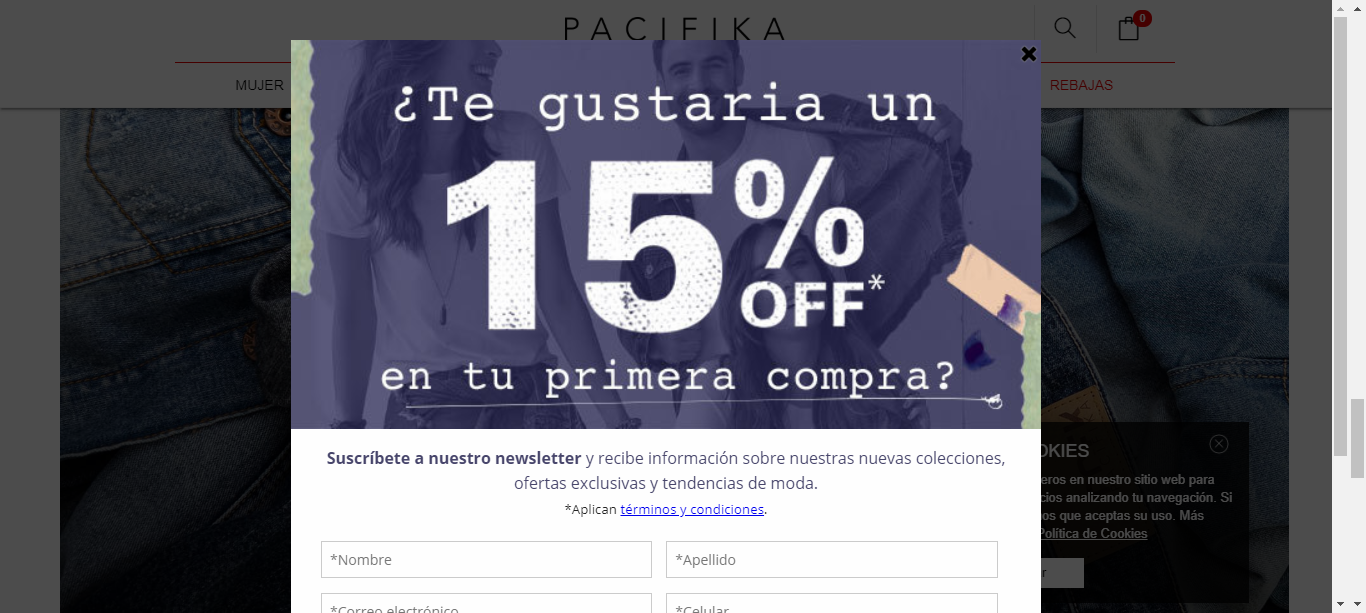 PACIFIKA
0
MUJER
REBAJAS
¿Te gustaria un
15%
OFF*
en tu primera compra?
Suscríbete a nuestro newsletter y recibe información sobre nuestras nuevas colecciones,
ofertas exclusivas y tendencias de moda.
*Aplican términos y condiciones.
*Nombre
*Apellido
*Correo electrónico
*Celular
OKIES
eros en nuestro sitio web para
cios analizando tu navegación. Si
os que aceptas su uso. Más
Política de Cookies
r